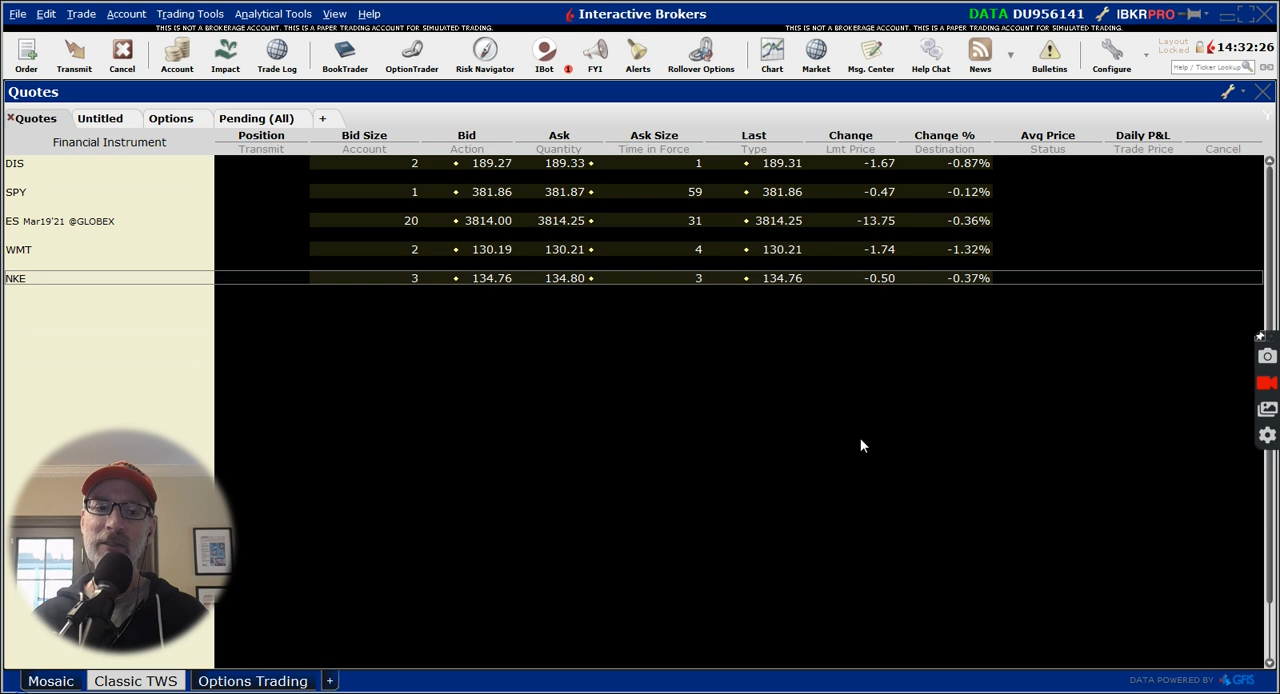 File Edit Trade Account Trading Tools Analytical Tools View Help Interactive Brokers DATA DU956141 IBKRPRO
THIS IS NOT A BROKERAGE ACCOUNT. THIS IS A PAPER TRADING ACCOUNT FOR SIMULATED TRADING. THIS IS NOT A BROKERAGE ACCOUNT. THIS IS A PAPER TRADING ACCOUNT FOR SIMULATED TRADING.
Layout
Locked 14:32:26
Order Transmit Cancel Account Impact Trade Log BookTrader OptionTrader Risk Navigato IBot 1 FYI Alerts Rollover Options Chart Market Msg. Center Help Chat News Bulletins Configure Help / Ticker Lookup
Quotes
Quotes Untitled Options Pending (All) +
Financial Instrument
Position Bid Size Bid Ask Ask Size Last Change Change % Avg Price Daily P&L
Transmit Account Action Quantity Time in Force Type Lmt Price Destination Status Trade Price Cancel
DIS 2 189.27 189.33 1 189.31 -1.67 -0.87%
SPY 1 381.86 381.87 59 381.86 -0.47 -0.12%
ES Mar19'21 @GLOBEX 20 3814.00 3814.25 31 3814.25 -13.75 -0.36%
WMT 2 130.19 130.21 4 130.21 -1.74 -1.32%
NKE 3 134.76 134.80 3 134.76 -0.50 -0.37%
Mosaic Classic TWS Options Trading + DATA POWERED BY GFIS